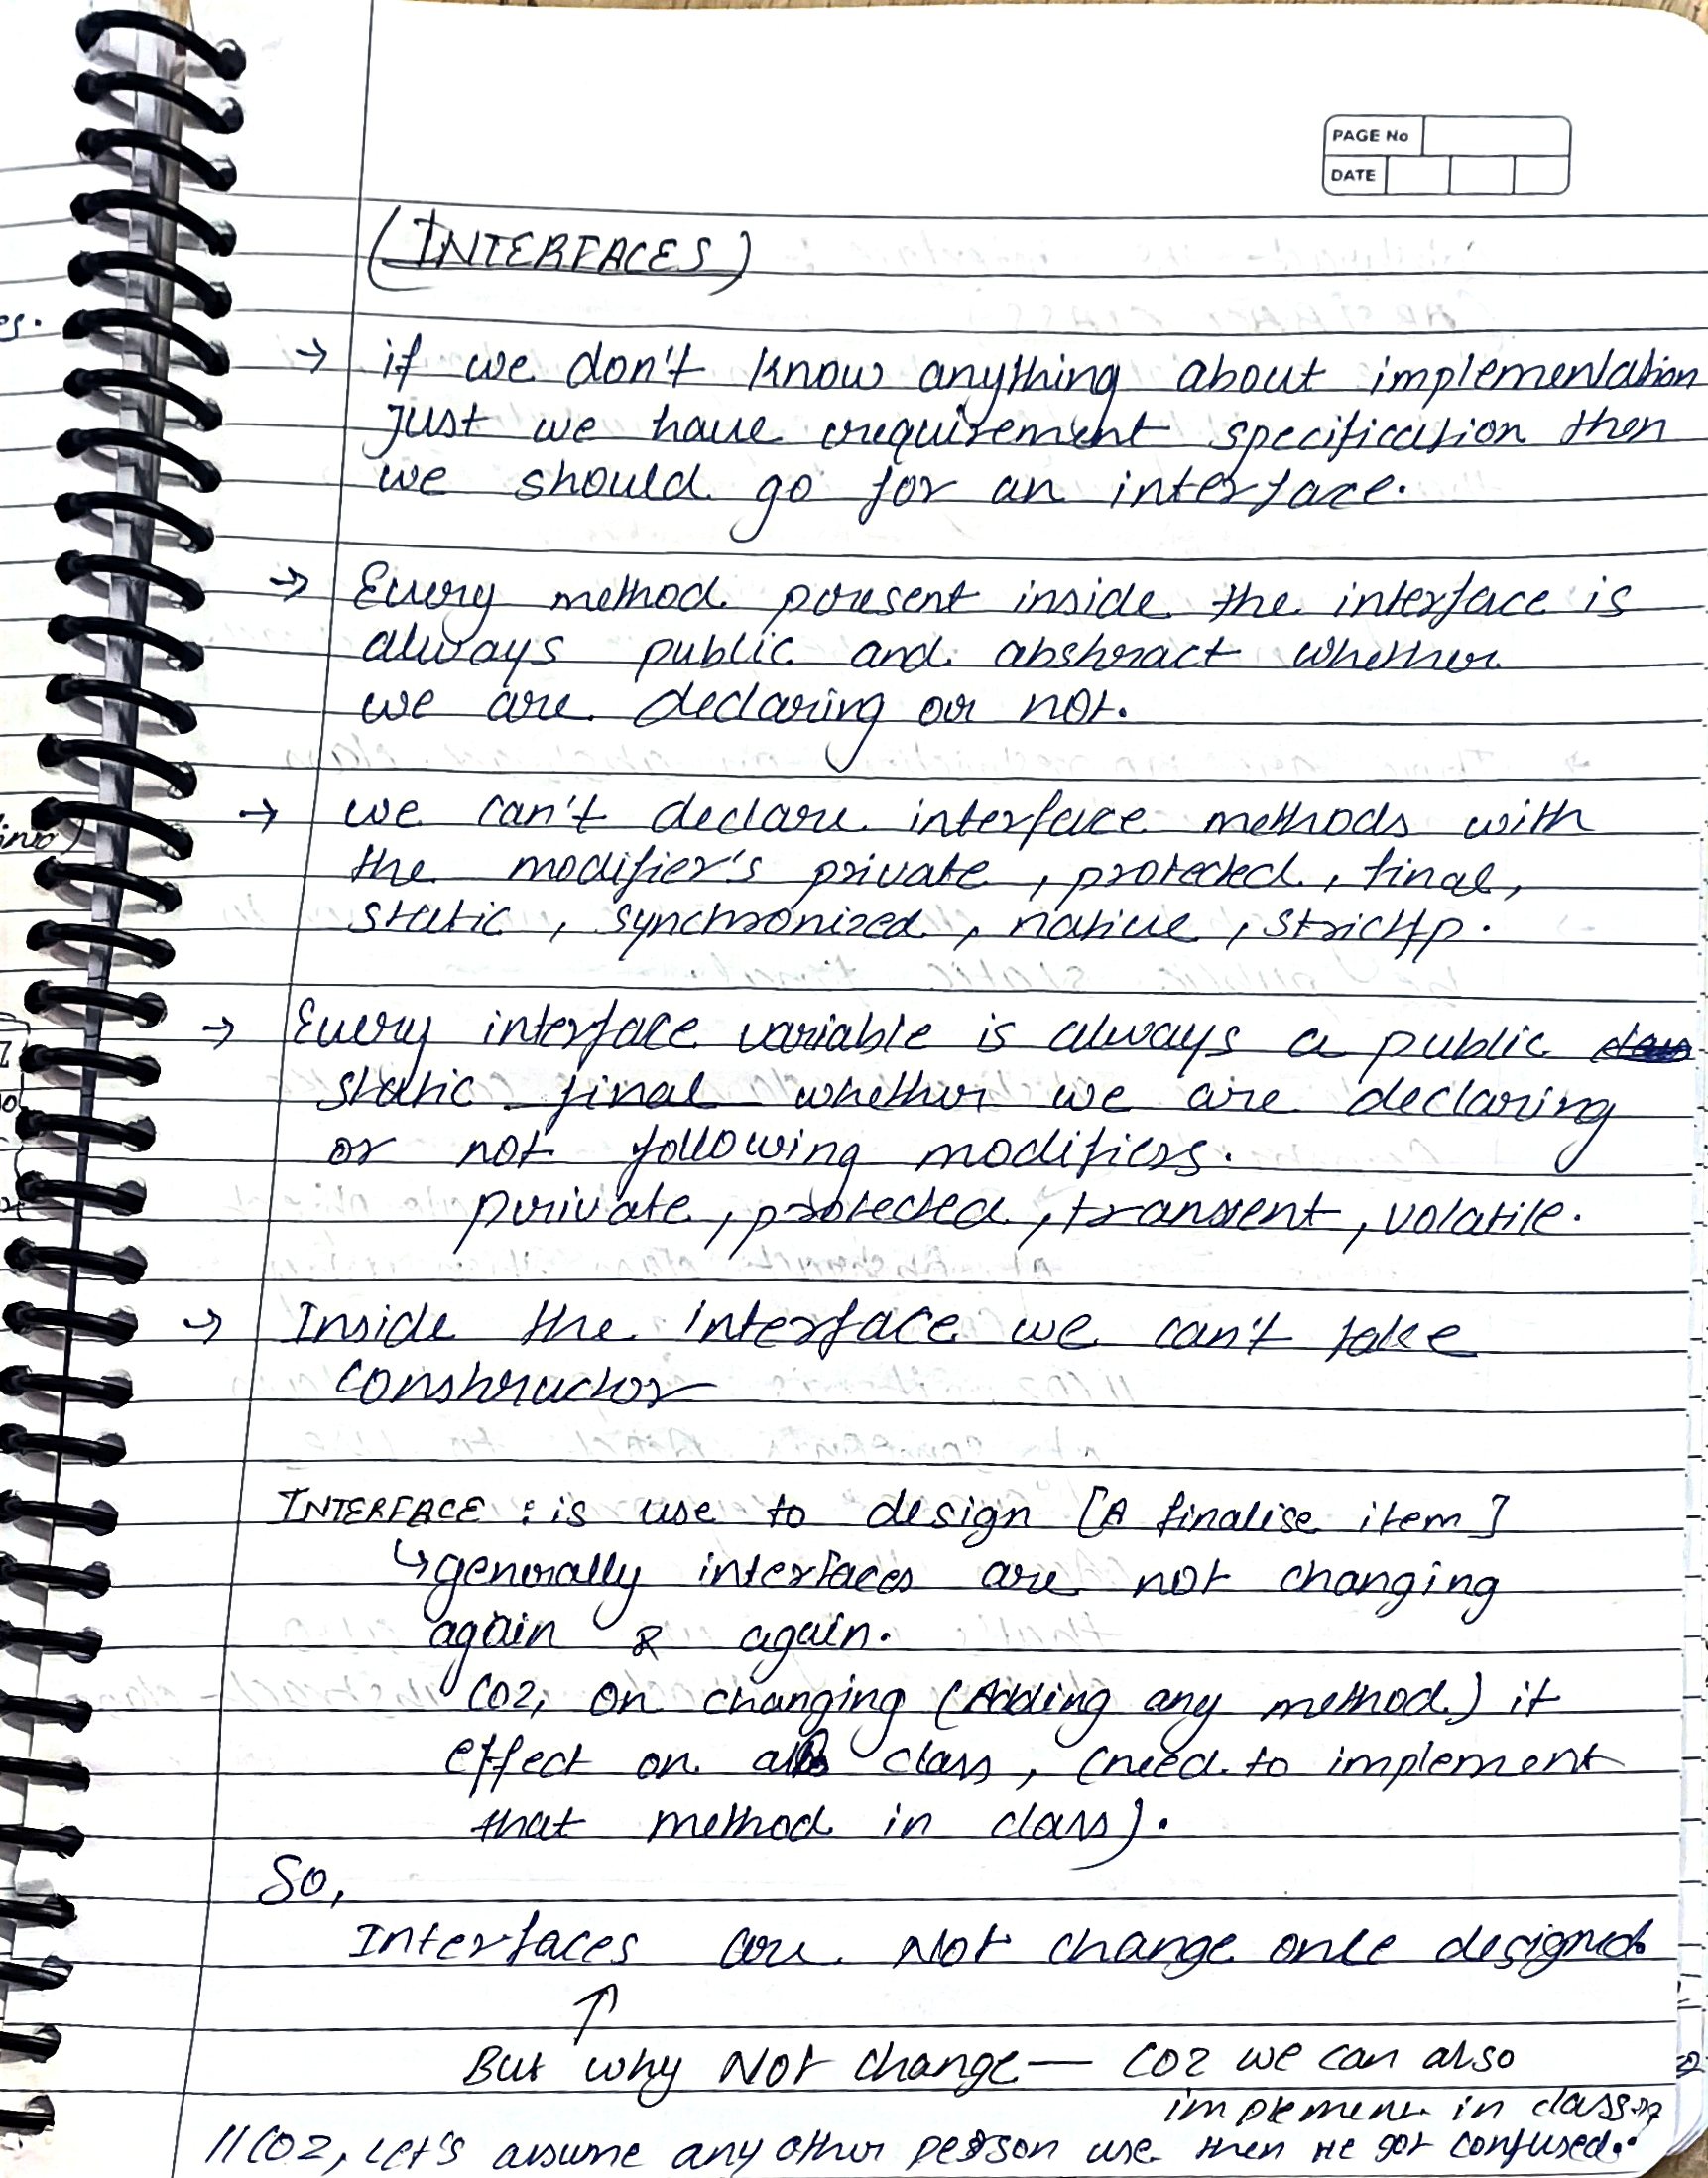 PAGE No
DATE
(INTERFACES)
→ if we don't know anything about implementation
Just we have requirement specification then
we should go for an interface.
→ Every method present inside the interface is
always public and abstract whether
we are declaring or not.
→ we can't declare interface methods with
the modifier's private, protected, final,
static, synchronized, native, strictfp.
→ Every interface variable is always a public
static final whether we are declaring
or not following modifiers.
private, protected, transient, volatile.
→ Inside the interface we can't take
constructor
INTERFACE : is use to design [A finalise item]
↳ generally interfaces are not changing
again & again.
COZ, on changing (Adding any method) it
effect on all class, (need to implement
that method in class).
So,
Interfaces are Not change once designed.
↑
But why Not change — COZ we can also
implement in class??
//COZ, let's assume any other person use then He got confused..